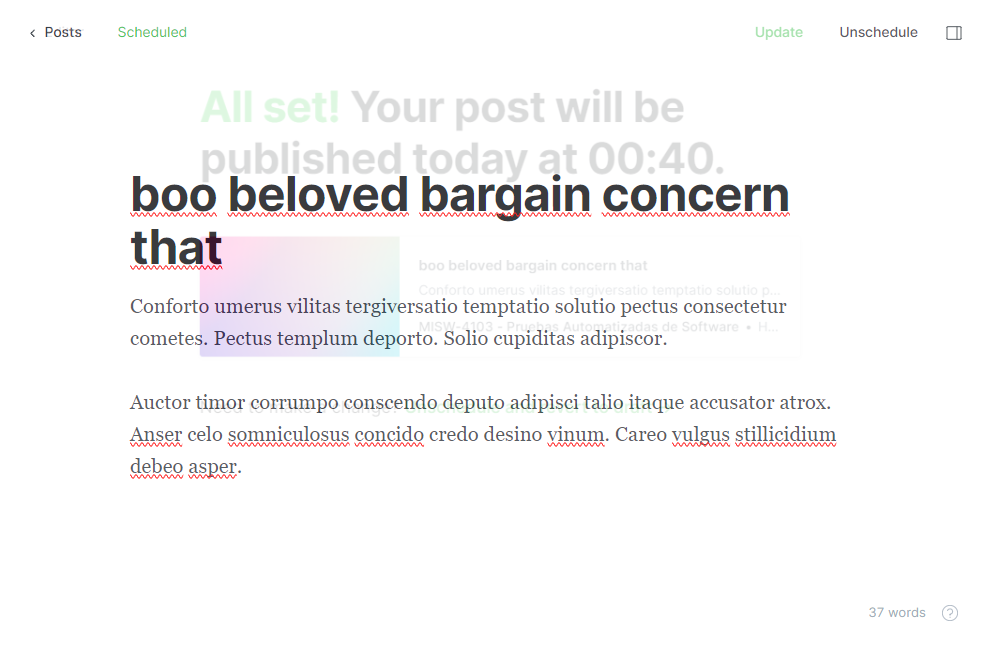 Posts
Scheduled
Update
Unschedule
All set! Your post will be
published today at 00:40.
boo beloved bargain concern
that
boo beloved bargain concern that
Conforto umerus vilitas tergiversatio temptatio solutio p...
MISW-4103 - Pruebas Automatizadas de Software • H...
Conforto umerus vilitas tergiversatio temptatio solutio pectus consectetur
cometes. Pectus templum deporto. Solio cupiditas adipiscor.
Auctor timor corrumpo conscendo deputo adipisci talio itaque accusator atrox.
Anser celo somniculosus concido credo desino vinum. Careo vulgus stillicidium
debeo asper.
37 words